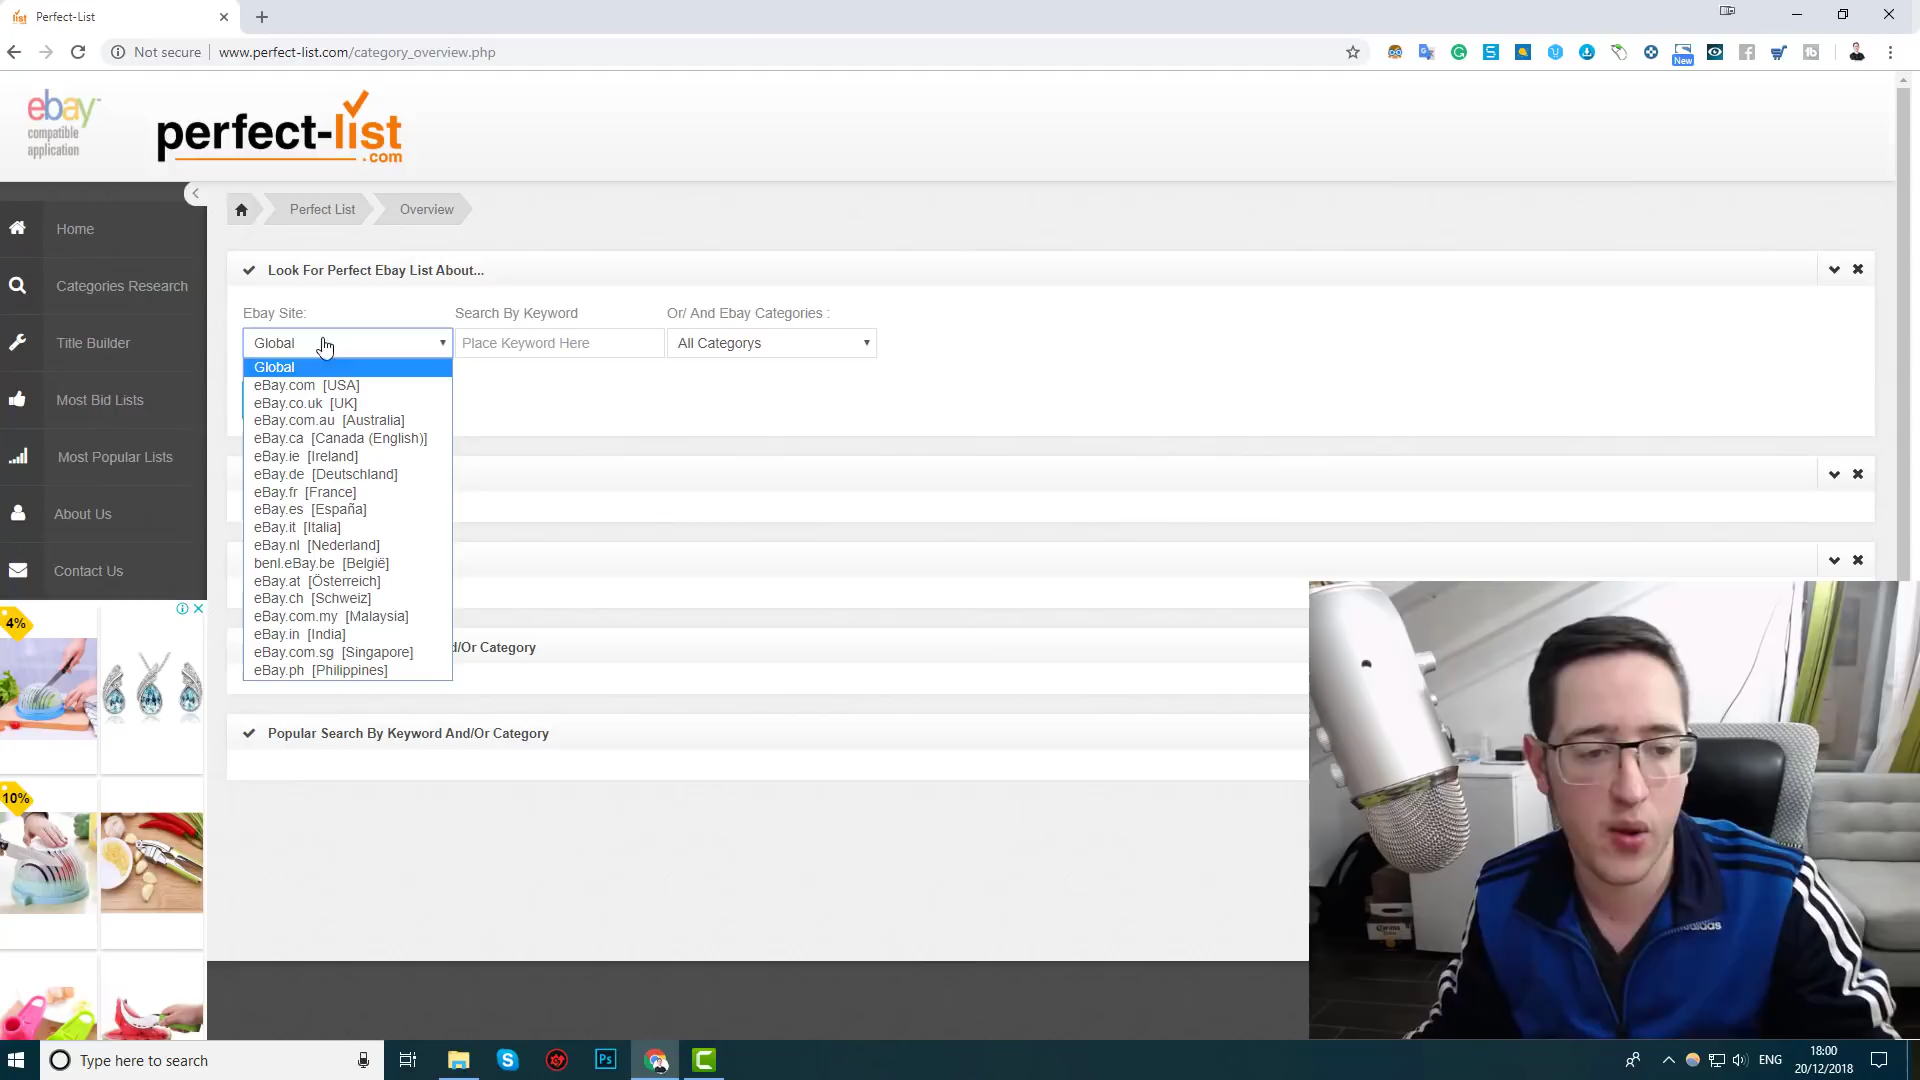 Perfect-List
Not secure
www.perfect-list.com/category_overview.php
New
ebay
compatible
application
perfect-list
.com
Home
Categories Research
Title Builder
Most Bid Lists
Most Popular Lists
About Us
Contact Us
Perfect List
Overview
Look For Perfect Ebay List About...
Ebay Site:
Search By Keyword
Or/ And Ebay Categories :
Global
Place Keyword Here
All Categorys
Global
eBay.com [USA]
eBay.co.uk [UK]
eBay.com.au [Australia]
eBay.ca [Canada (English)]
eBay.ie [Ireland]
eBay.de [Deutschland]
eBay.fr [France]
eBay.es [España]
eBay.it [Italia]
eBay.nl [Nederland]
benl.eBay.be [België]
eBay.at [Österreich]
eBay.ch [Schweiz]
eBay.com.my [Malaysia]
eBay.in [India]
eBay.com.sg [Singapore]
eBay.ph [Philippines]
d/Or Category
Popular Search By Keyword And/Or Category
4%
10%
adidas
Type here to search
Ps
ENG
18:00
20/12/2018